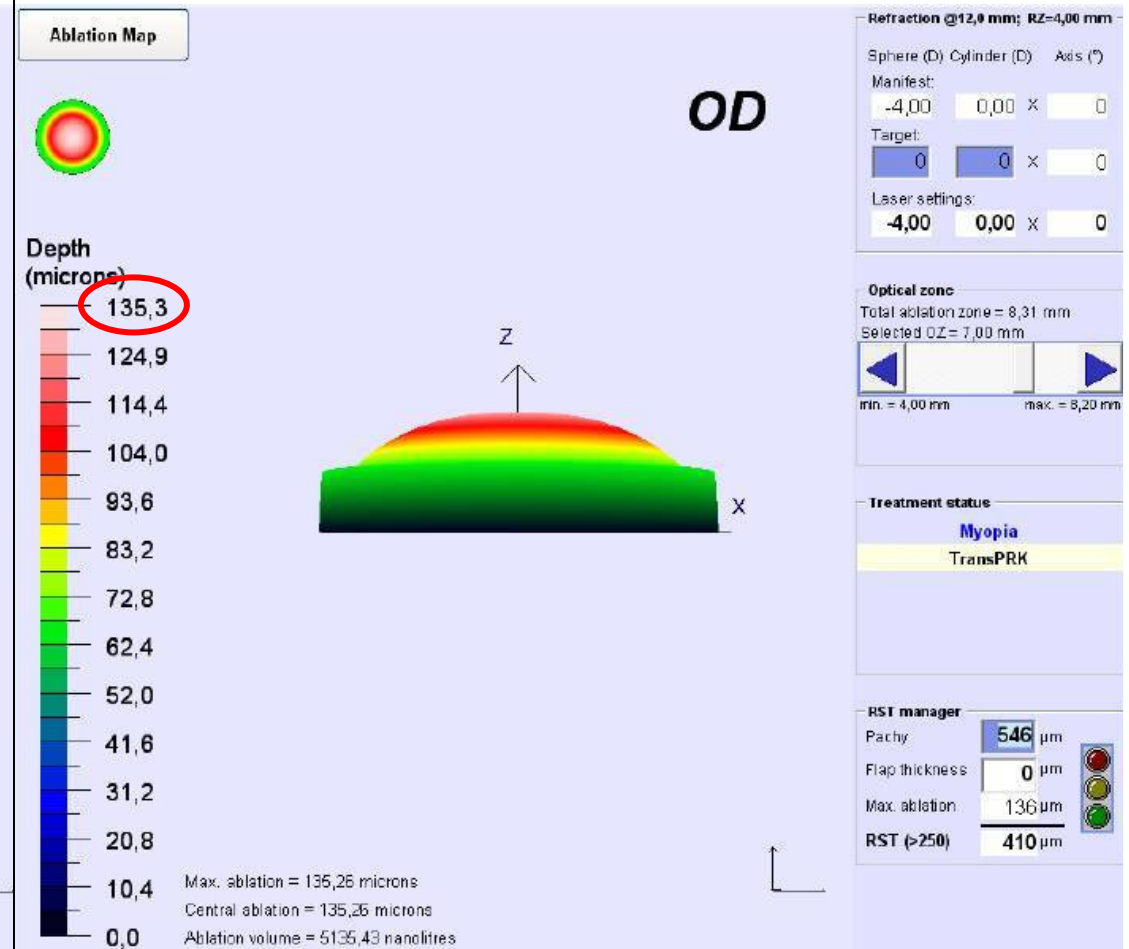 Ablation Map
OD
Depth
(microns)
135,3
124,9
114,4
104,0
93,6
83,2
72,8
62,4
52,0
41,6
31,2
20,8
10,4
0,0
Z
X
Max. ablation = 135,26 microns
Central ablation = 135,26 microns
Ablation volume = 5135,43 nanolitres
Refraction @12,0 mm; RZ=4,00 mm
Sphere (D) Cylinder (D) Axis (°)
Manifest:
-4,00 0,00 X 0
Target:
0 0 X 0
Laser settings:
-4,00 0,00 X 0
Optical zone
Total ablation zone = 8,31 mm
Selected OZ = 7,00 mm
min. = 4,00 mm max. = 8,20 mm
Treatment status
Myopia
TransPRK
RST manager
Pachy 546 µm
Flap thickness 0 µm
Max. ablation 136 µm
RST (>250) 410 µm